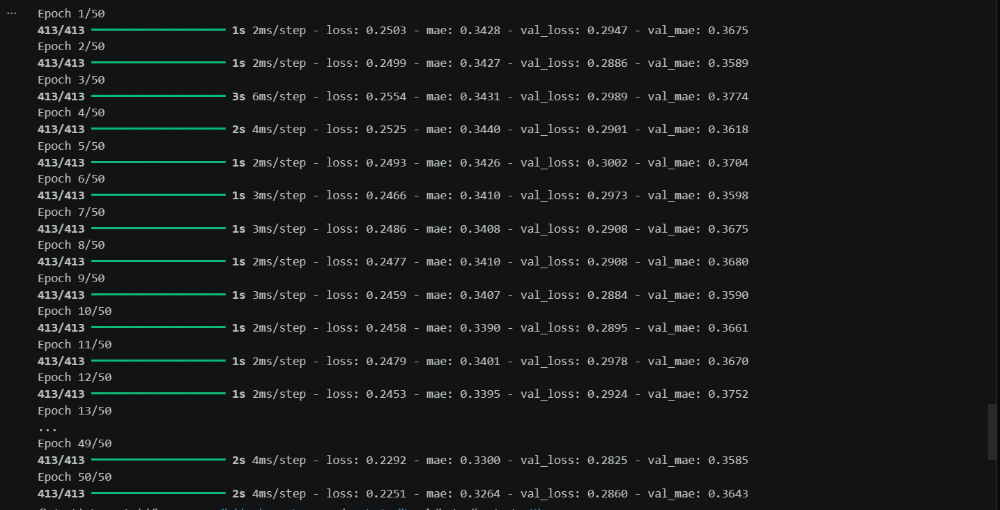 ...
Epoch 1/50
413/413 ━━━━━━━━━━━━━━━━━━━━ 1s 2ms/step - loss: 0.2503 - mae: 0.3428 - val_loss: 0.2947 - val_mae: 0.3675
Epoch 2/50
413/413 ━━━━━━━━━━━━━━━━━━━━ 1s 2ms/step - loss: 0.2499 - mae: 0.3427 - val_loss: 0.2886 - val_mae: 0.3589
Epoch 3/50
413/413 ━━━━━━━━━━━━━━━━━━━━ 3s 6ms/step - loss: 0.2554 - mae: 0.3431 - val_loss: 0.2989 - val_mae: 0.3774
Epoch 4/50
413/413 ━━━━━━━━━━━━━━━━━━━━ 2s 4ms/step - loss: 0.2525 - mae: 0.3440 - val_loss: 0.2901 - val_mae: 0.3618
Epoch 5/50
413/413 ━━━━━━━━━━━━━━━━━━━━ 1s 2ms/step - loss: 0.2493 - mae: 0.3426 - val_loss: 0.3002 - val_mae: 0.3704
Epoch 6/50
413/413 ━━━━━━━━━━━━━━━━━━━━ 1s 3ms/step - loss: 0.2466 - mae: 0.3410 - val_loss: 0.2973 - val_mae: 0.3598
Epoch 7/50
413/413 ━━━━━━━━━━━━━━━━━━━━ 1s 3ms/step - loss: 0.2486 - mae: 0.3408 - val_loss: 0.2908 - val_mae: 0.3675
Epoch 8/50
413/413 ━━━━━━━━━━━━━━━━━━━━ 1s 2ms/step - loss: 0.2477 - mae: 0.3410 - val_loss: 0.2908 - val_mae: 0.3680
Epoch 9/50
413/413 ━━━━━━━━━━━━━━━━━━━━ 1s 3ms/step - loss: 0.2459 - mae: 0.3407 - val_loss: 0.2884 - val_mae: 0.3590
Epoch 10/50
413/413 ━━━━━━━━━━━━━━━━━━━━ 1s 2ms/step - loss: 0.2458 - mae: 0.3390 - val_loss: 0.2895 - val_mae: 0.3661
Epoch 11/50
413/413 ━━━━━━━━━━━━━━━━━━━━ 1s 2ms/step - loss: 0.2479 - mae: 0.3401 - val_loss: 0.2978 - val_mae: 0.3670
Epoch 12/50
413/413 ━━━━━━━━━━━━━━━━━━━━ 1s 2ms/step - loss: 0.2453 - mae: 0.3395 - val_loss: 0.2924 - val_mae: 0.3752
Epoch 13/50
...
Epoch 49/50
413/413 ━━━━━━━━━━━━━━━━━━━━ 2s 4ms/step - loss: 0.2292 - mae: 0.3300 - val_loss: 0.2825 - val_mae: 0.3585
Epoch 50/50
413/413 ━━━━━━━━━━━━━━━━━━━━ 2s 4ms/step - loss: 0.2251 - mae: 0.3264 - val_loss: 0.2860 - val_mae: 0.3643